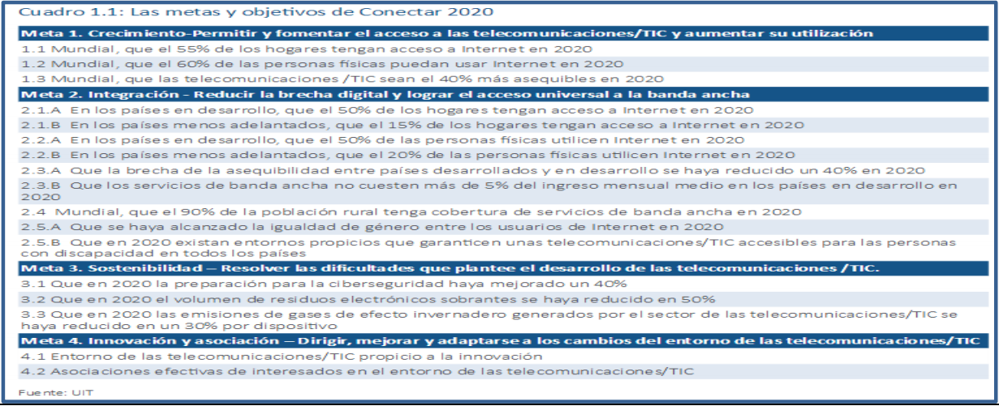 Cuadro 1.1: Las metas y objetivos de Conectar 2020
Meta 1. Crecimiento-Permitir y fomentar el acceso a las telecomunicaciones/TIC y aumentar su utilización
1.1 Mundial, que el 55% de los hogares tengan acceso a Internet en 2020
1.2 Mundial, que el 60% de las personas físicas puedan usar Internet en 2020
1.3 Mundial, que las telecomunicaciones /TIC sean el 40% más asequibles en 2020
Meta 2. Integración - Reducir la brecha digital y lograr el acceso universal a la banda ancha
2.1.A En los países en desarrollo, que el 50% de los hogares tengan acceso a Internet en 2020
2.1.B En los países menos adelantados, que el 15% de los hogares tengan acceso a Internet en 2020
2.2.A En los países en desarrollo, que el 50% de las personas físicas utilicen Internet en 2020
2.2.B En los países menos adelantados, que el 20% de las personas físicas utilicen Internet en 2020
2.3.A Que la brecha de la asequibilidad entre países desarrollados y en desarrollo se haya reducido un 40% en 2020
2.3.B Que los servicios de banda ancha no cuesten más de 5% del ingreso mensual medio en los países en desarrollo en
2020
2.4 Mundial, que el 90% de la población rural tenga cobertura de servicios de banda ancha en 2020
2.5.A Que se haya alcanzado la igualdad de género entre los usuarios de Internet en 2020
2.5.B Que en 2020 existan entornos propicios que garanticen unas telecomunicaciones/TIC accesibles para las personas
con discapacidad en todos los países
Meta 3. Sostenibilidad – Resolver las dificultades que plantee el desarrollo de las telecomunicaciones /TIC.
3.1 Que en 2020 la preparación para la ciberseguridad haya mejorado un 40%
3.2 Que en 2020 el volumen de residuos electrónicos sobrantes se haya reducido en 50%
3.3 Que en 2020 las emisiones de gases de efecto invernadero generados por el sector de las telecomunicaciones/TIC se
haya reducido en un 30% por dispositivo
Meta 4. Innovación y asociación – Dirigir, mejorar y adaptarse a los cambios del entorno de las telecomunicaciones/TIC
4.1 Entorno de las telecomunicaciones/TIC propicio a la innovación
4.2 Asociaciones efectivas de interesados en el entorno de las telecomunicaciones/TIC
Fuente: UIT